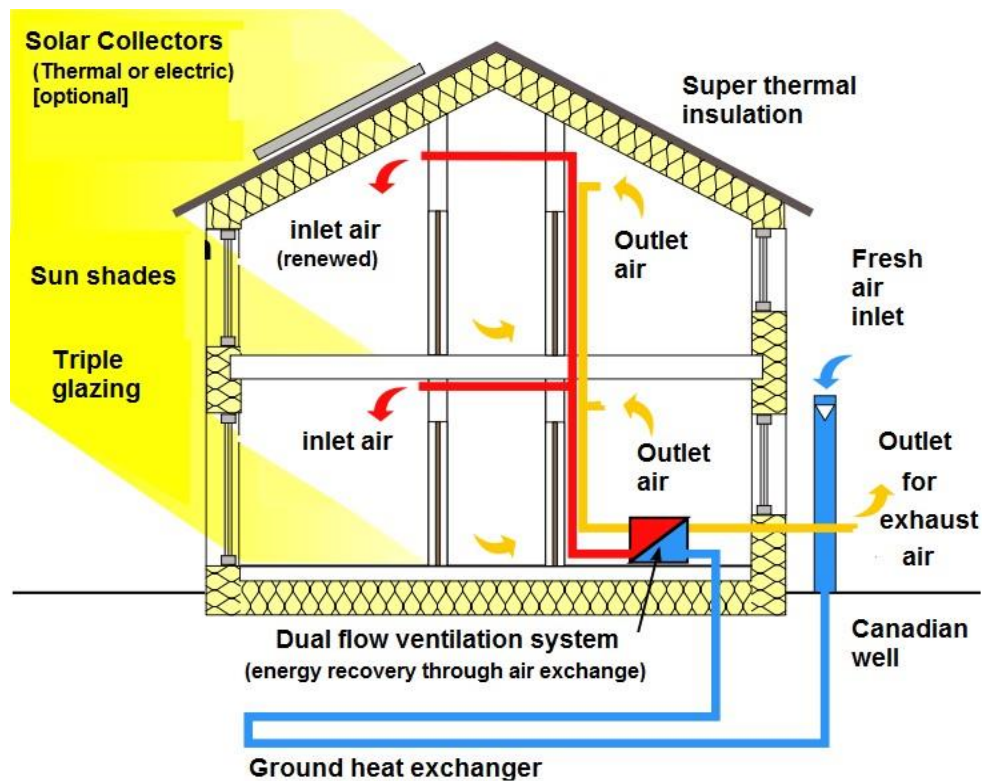 Solar Collectors
(Thermal or electric)
[optional]
Super thermal
insulation
inlet air
(renewed)
Outlet
air
Fresh
air
inlet
Sun shades
Triple
glazing
inlet air
Outlet
air
Outlet
for
exhaust
air
Dual flow ventilation system
(energy recovery through air exchange)
Canadian
well
Ground heat exchanger